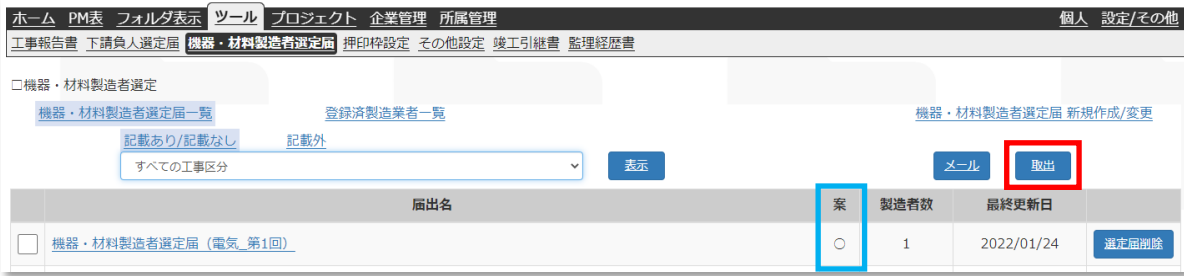 ホーム PM表 フォルダ表示 ツール プロジェクト 企業管理 所属管理 個人 設定/その他
工事報告書 下請負人選定届 機器・材料製造者選定届 押印枠設定 その他設定 竣工引継書 監理経歴書
□機器・材料製造者選定
機器・材料製造者選定届一覧 登録済製造業者一覧 機器・材料製造者選定届 新規作成/変更
記載あり/記載なし 記載外
すべての工事区分 表示 メール 取出
届出名 案 製造者数 最終更新日
機器・材料製造者選定届（電気_第1回） ○ 1 2022/01/24 選定届削除